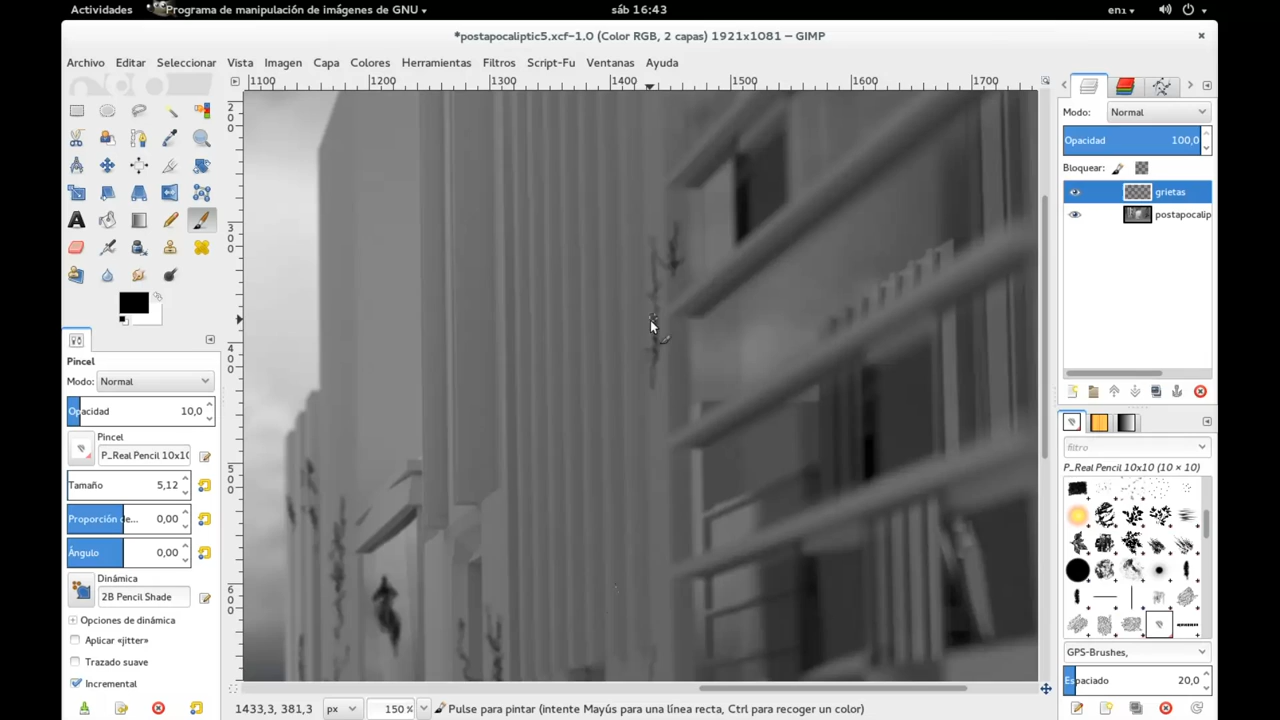 Actividades Programa de manipulación de imágenes de GNU sáb 16:43 en₁
*postapocaliptic5.xcf-1.0 (Color RGB, 2 capas) 1921x1081 – GIMP
Archivo Editar Seleccionar Vista Imagen Capa Colores Herramientas Filtros Script-Fu Ventanas Ayuda
1100 1200 1300 1400 1500 1600 1700
200
300
400
500
600
Modo: Normal
Opacidad 100,0
Bloquear:
grietas
postapocalip
Pincel
Modo: Normal
Opacidad 10,0
Pincel
P_Real Pencil 10x10
Tamaño 5,12
Proporción de... 0,00
Ángulo 0,00
Dinámica
2B Pencil Shade
Opciones de dinámica
Aplicar «jitter»
Trazado suave
Incremental
filtro
P_Real Pencil 10x10 (10 × 10)
GPS-Brushes,
Espaciado 20,0
1433,3, 381,3 px 150 % Pulse para pintar (intente Mayús para una línea recta, Ctrl para recoger un color)